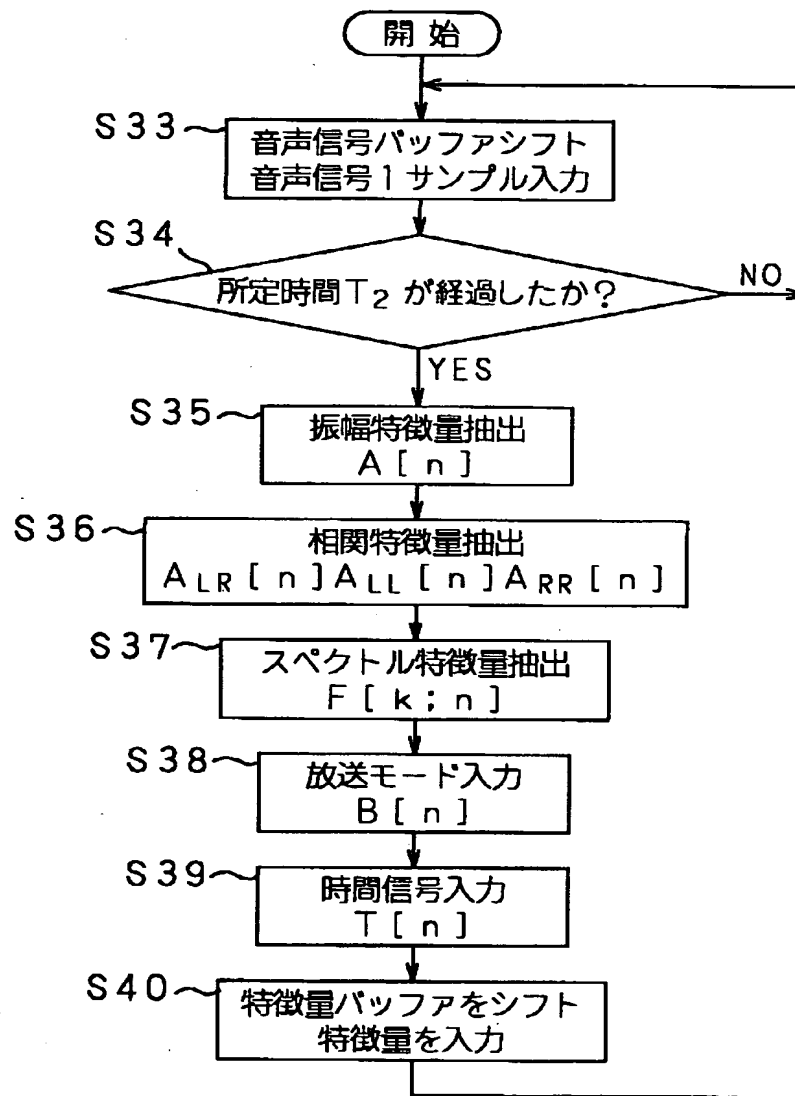 開始
S33
音声信号バッファシフト
音声信号1サンプル入力
S34
所定時間T2 が経過したか?
NO
YES
S35
振幅特徴量抽出
A[n]
S36
相関特徴量抽出
ALR[n]ALL[n]ARR[n]
S37
スペクトル特徴量抽出
F[k;n]
S38
放送モード入力
B[n]
S39
時間信号入力
T[n]
S40
特徴量バッファをシフト
特徴量を入力